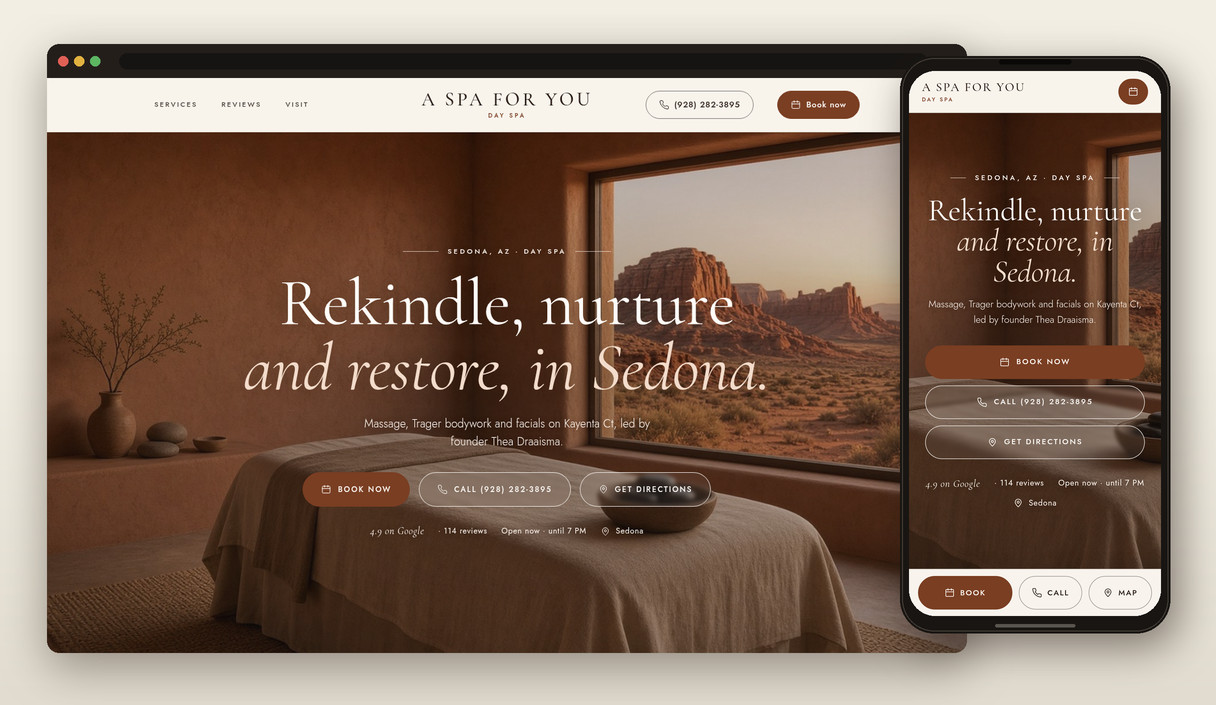 SERVICES REVIEWS VISIT
A SPA FOR YOU
DAY SPA
(928) 282-3895
Book now
SEDONA, AZ · DAY SPA
Rekindle, nurture
and restore, in Sedona.
Massage, Trager bodywork and facials on Kayenta Ct, led by
founder Thea Draaisma.
BOOK NOW
CALL (928) 282-3895
GET DIRECTIONS
4.9 on Google · 114 reviews Open now · until 7 PM Sedona
A SPA FOR YOU
DAY SPA
SEDONA, AZ · DAY SPA
Rekindle, nurture
and restore, in
Sedona.
Massage, Trager bodywork and facials on Kayenta Ct,
led by founder Thea Draaisma.
BOOK NOW
CALL (928) 282-3895
GET DIRECTIONS
4.9 on Google · 114 reviews Open now · until 7 PM
Sedona
BOOK
CALL
MAP